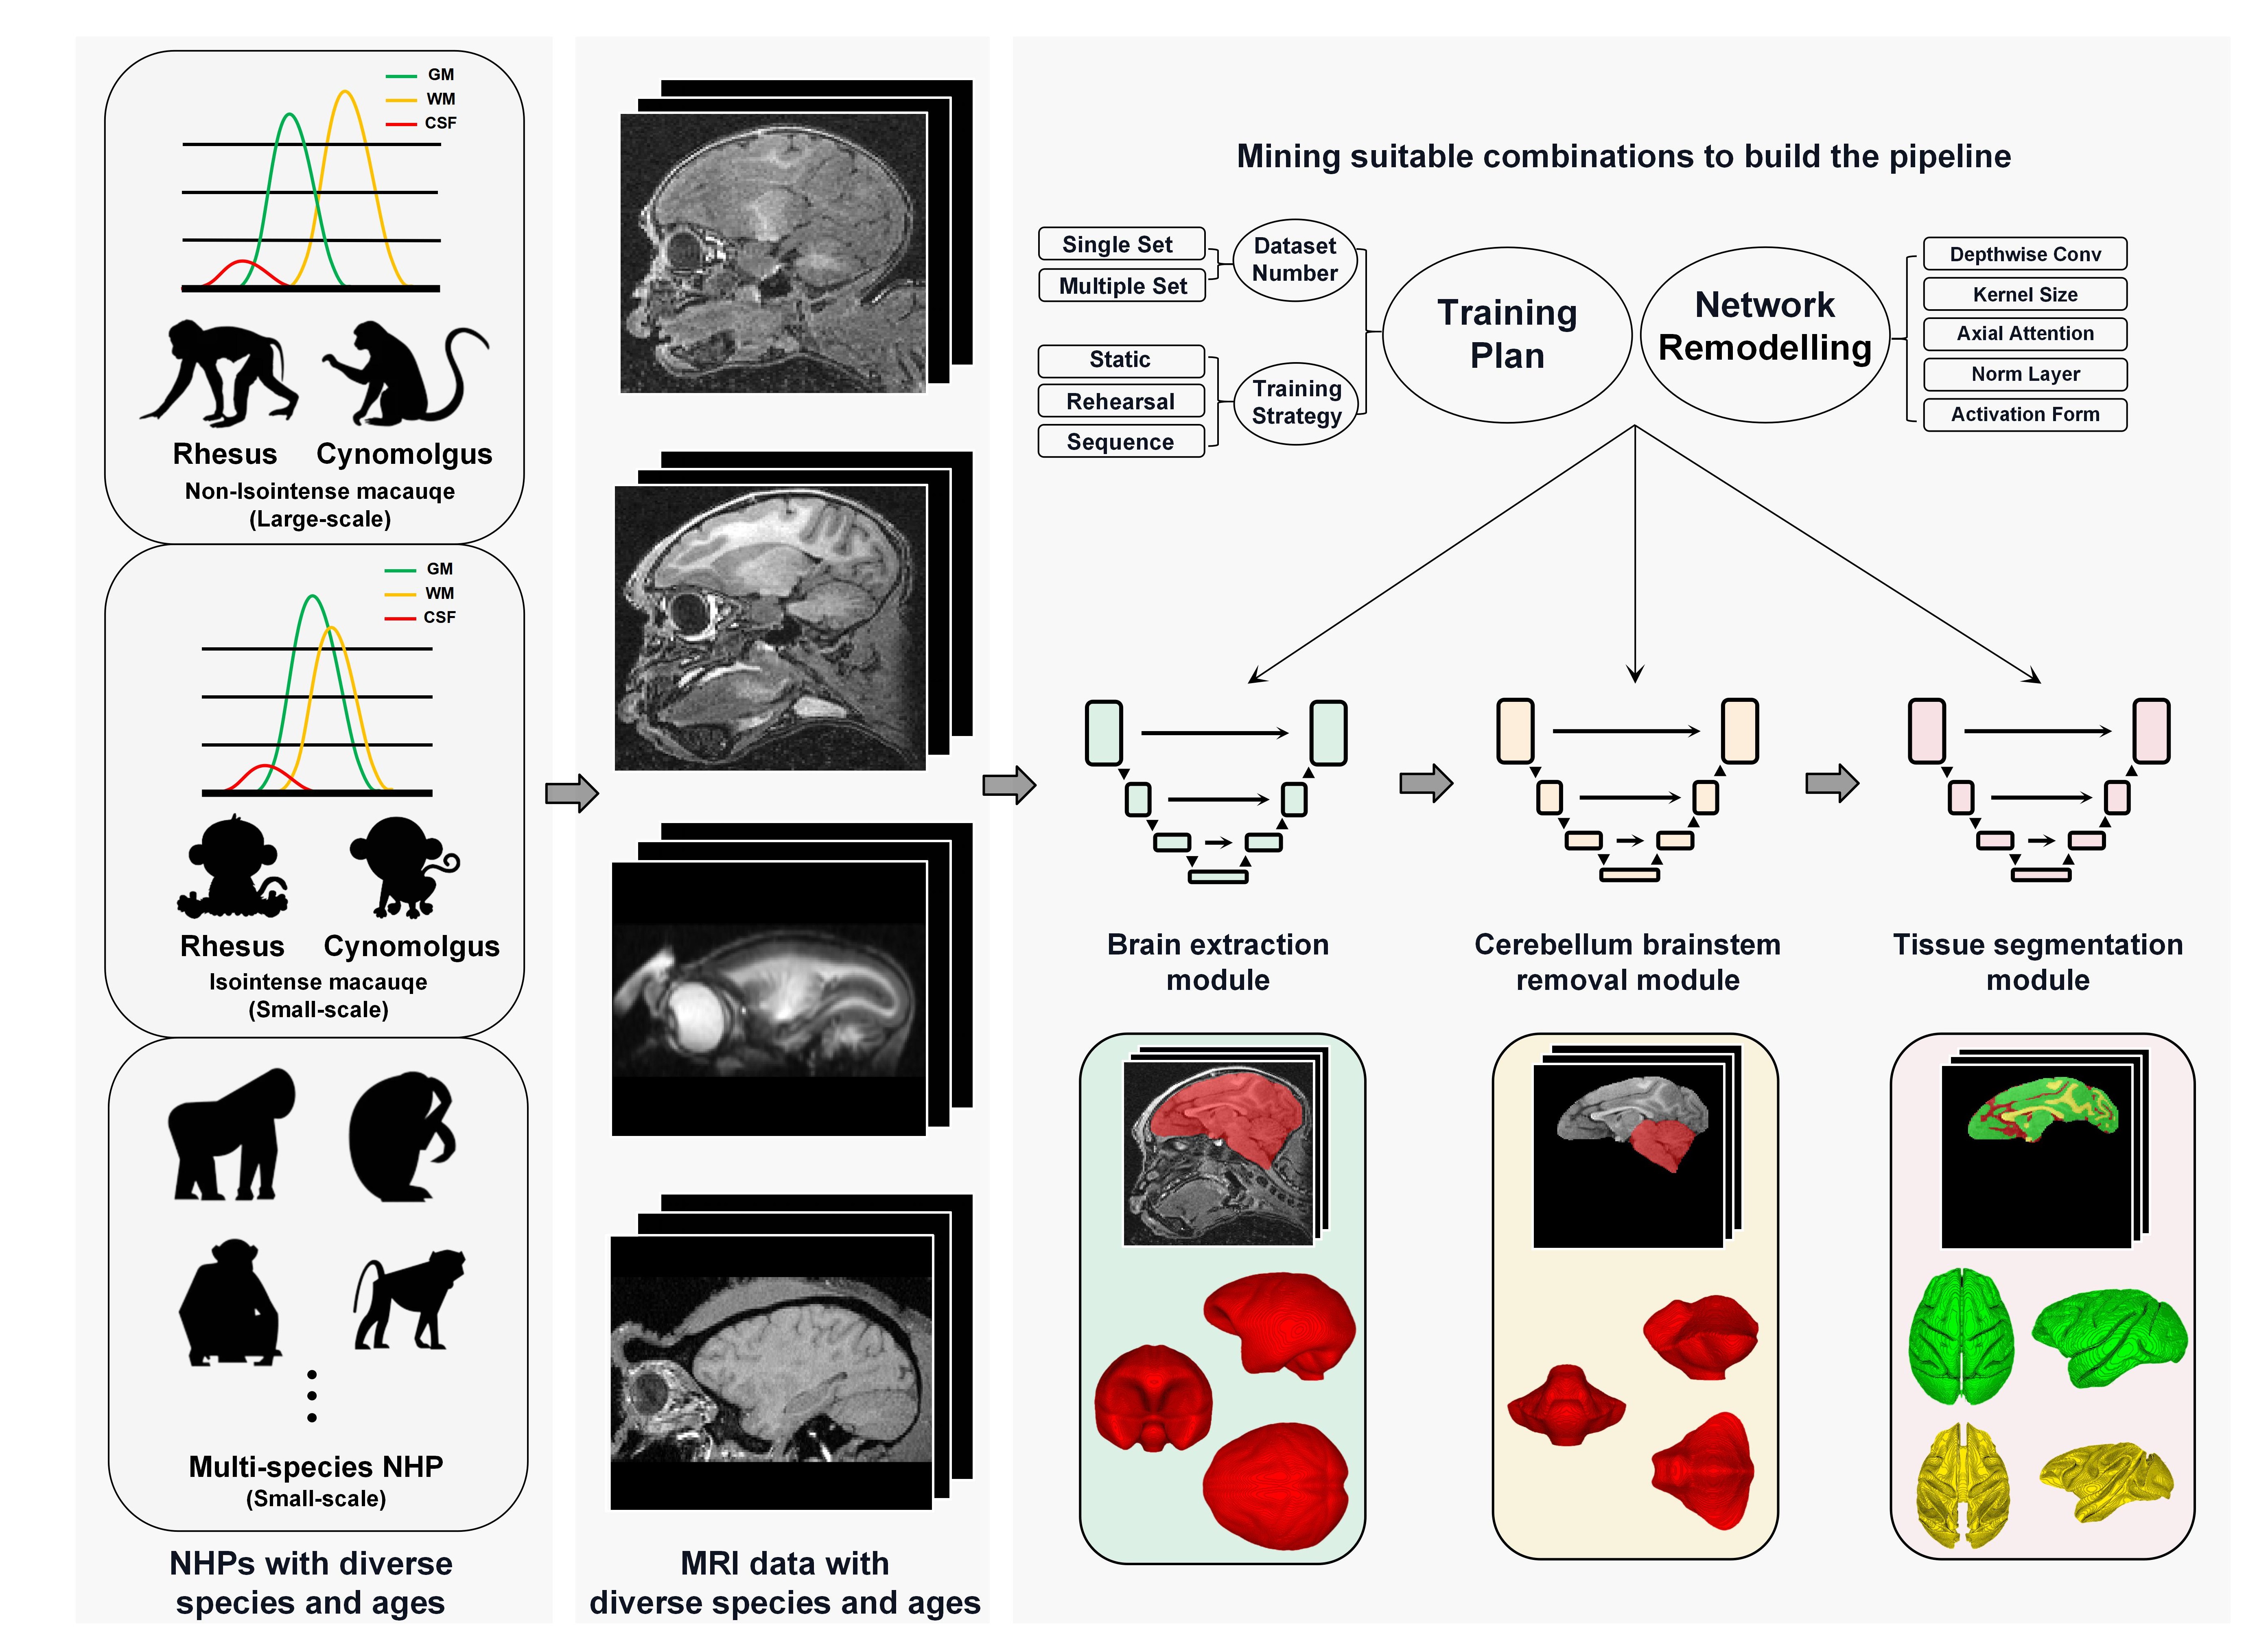 GM
WM
CSF
Rhesus
Cynomolgus
Non-Isointense macauqe
(Large-scale)
GM
WM
CSF
Rhesus
Cynomolgus
Isointense macauqe
(Small-scale)
Multi-species NHP
(Small-scale)
NHPs with diverse
species and ages
MRI data with
diverse species and ages
Mining suitable combinations to build the pipeline
Single Set
Multiple Set
Dataset
Number
Static
Rehearsal
Sequence
Training
Strategy
Training
Plan
Network
Remodelling
Depthwise Conv
Kernel Size
Axial Attention
Norm Layer
Activation Form
Brain extraction
module
Cerebellum brainstem
removal module
Tissue segmentation
module